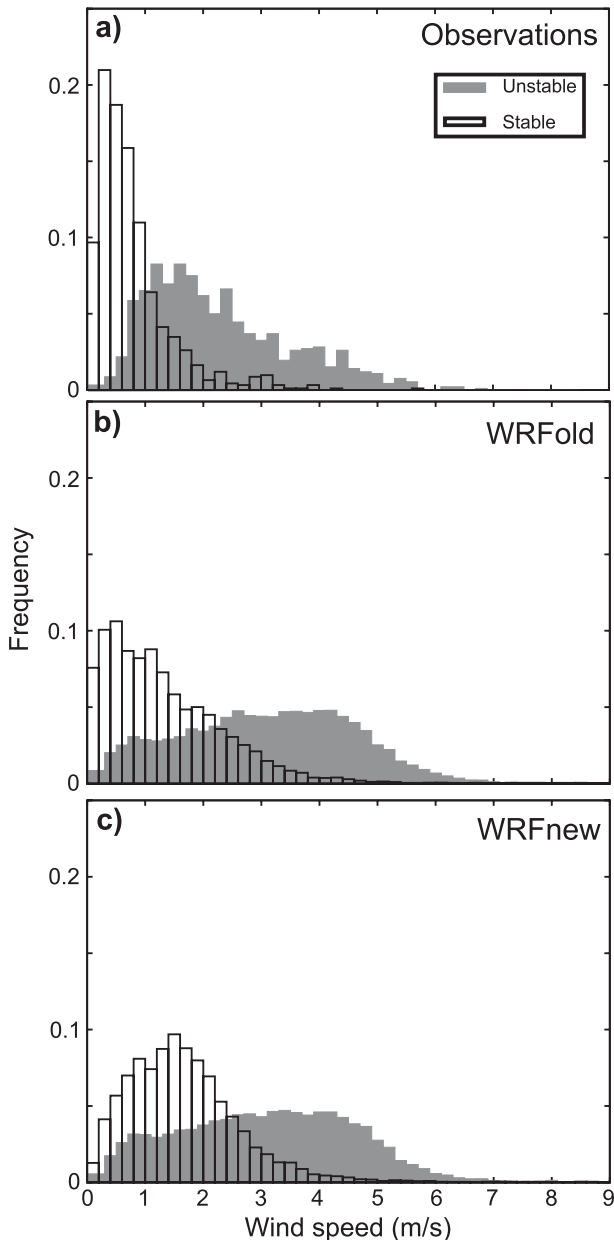 a)
Observations
Unstable
Stable
0.2
0.1
0
b)
WRFold
0.2
0.1
0
Frequency
c)
WRFnew
0.2
0.1
0
0 1 2 3 4 5 6 7 8 9
Wind speed (m/s)